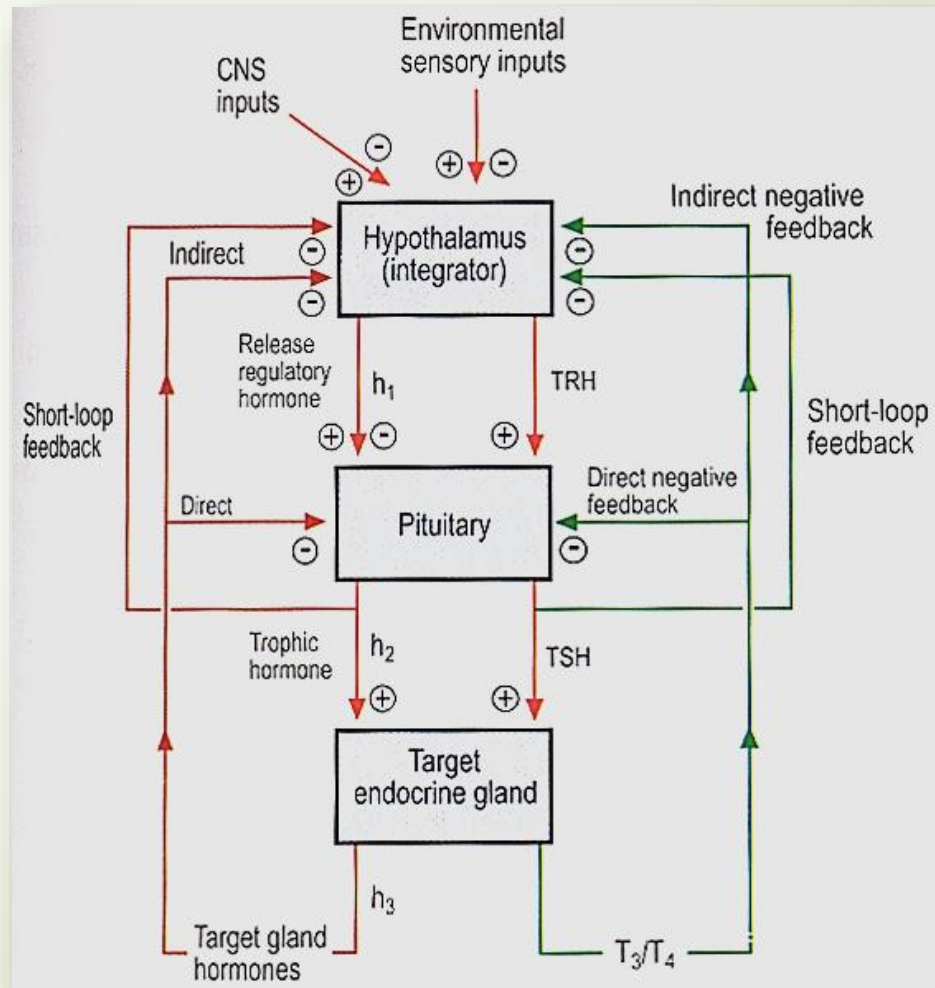 Environmental
sensory inputs
CNS
inputs
⊖
⊕
⊕ ⊖
Hypothalamus
(integrator)
Indirect negative
feedback
Indirect
⊖
⊖
⊖
⊖
Release
regulatory
hormone
h₁
TRH
Short-loop
feedback
Short-loop
feedback
⊕ ⊖
⊕
Direct
Pituitary
Direct negative
feedback
⊖
⊖
Trophic
hormone
h₂
TSH
⊕
⊕
Target
endocrine gland
h₃
Target gland
hormones
T₃/T₄